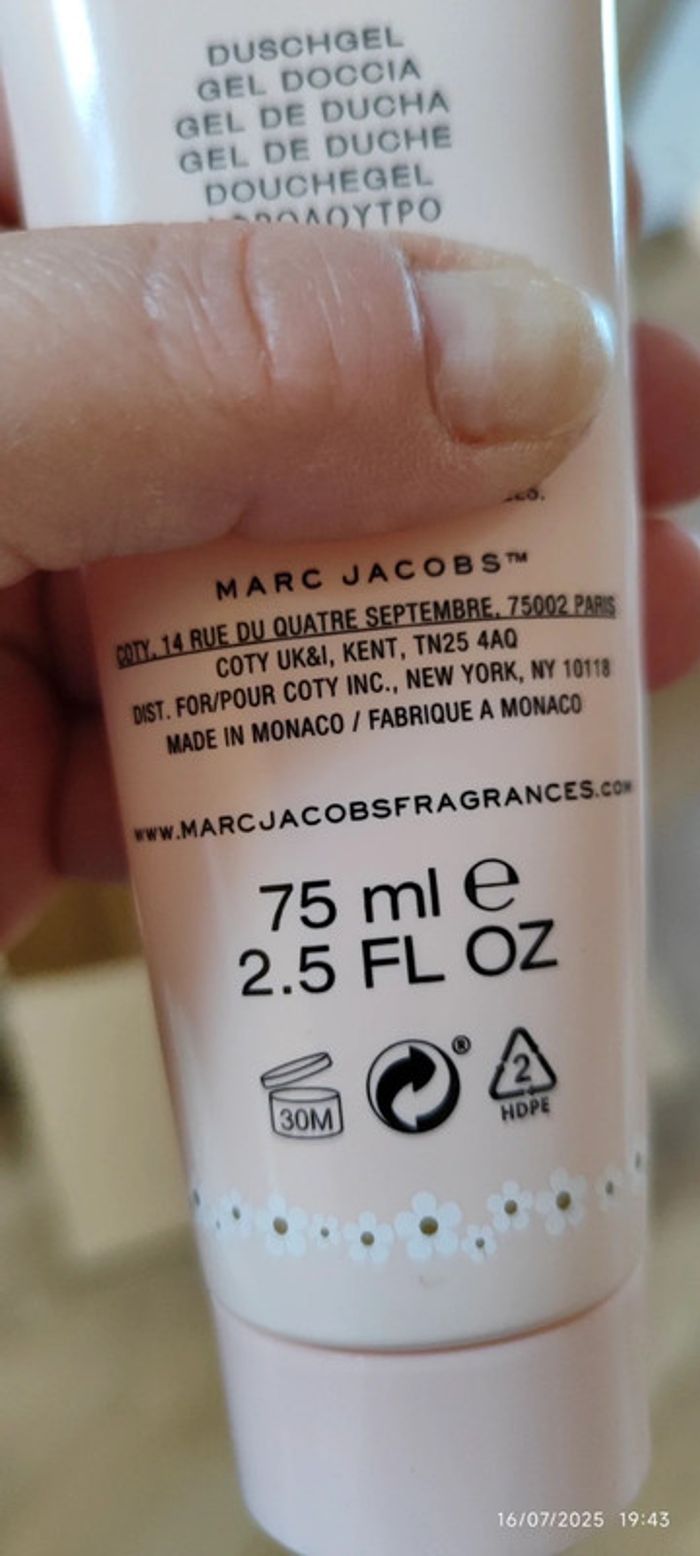 DUSCHGEL
GEL DOCCIA
GEL DE DUCHA
GEL DE DUCHE
DOUCHEGEL
MARC JACOBS™
COTY, 14 RUE DU QUATRE SEPTEMBRE, 75002 PARIS
COTY UK&I, KENT, TN25 4AQ
DIST. FOR/POUR COTY INC., NEW YORK, NY 10118
MADE IN MONACO / FABRIQUE A MONACO
www.MARCJACOBSFRAGRANCES.COM
75 ml ℮
2.5 FL OZ
30M
®
2
HDPE
16/07/2025 19:43